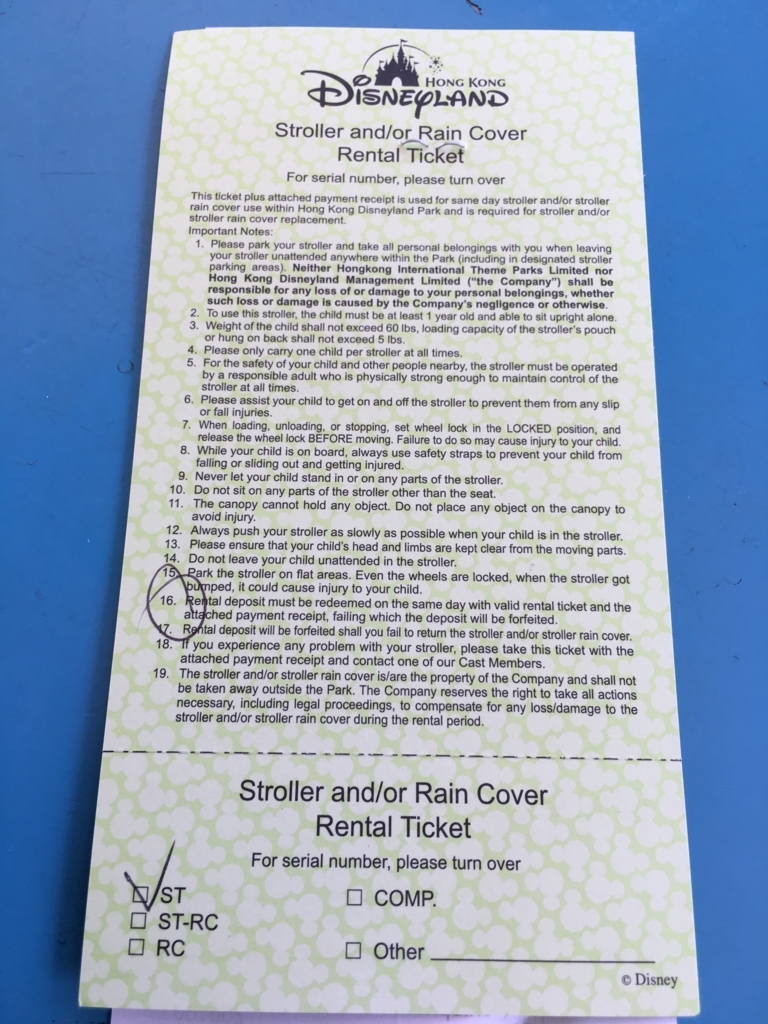 HONG KONG
DISNEYLAND
Stroller and/or Rain Cover
Rental Ticket
For serial number, please turn over
This ticket plus attached payment receipt is used for same day stroller and/or stroller
rain cover use within Hong Kong Disneyland Park and is required for stroller and/or
stroller rain cover replacement.
Important Notes:
1. Please park your stroller and take all personal belongings with you when leaving
your stroller unattended anywhere within the Park (including in designated stroller
parking areas). Neither Hongkong International Theme Parks Limited nor
Hong Kong Disneyland Management Limited ("the Company") shall be
responsible for any loss of or damage to your personal belongings, whether
such loss or damage is caused by the Company's negligence or otherwise.
2. To use this stroller, the child must be at least 1 year old and able to sit upright alone.
3. Weight of the child shall not exceed 60 lbs, loading capacity of the stroller's pouch
or hung on back shall not exceed 5 lbs.
4. Please only carry one child per stroller at all times.
5. For the safety of your child and other people nearby, the stroller must be operated
by a responsible adult who is physically strong enough to maintain control of the
stroller at all times.
6. Please assist your child to get on and off the stroller to prevent them from any slip
or fall injuries.
7. When loading, unloading, or stopping, set wheel lock in the LOCKED position, and
release the wheel lock BEFORE moving. Failure to do so may cause injury to your child.
8. While your child is on board, always use safety straps to prevent your child from
falling or sliding out and getting injured.
9. Never let your child stand in or on any parts of the stroller.
10. Do not sit on any parts of the stroller other than the seat.
11. The canopy cannot hold any object. Do not place any object on the canopy to
avoid injury.
12. Always push your stroller as slowly as possible when your child is in the stroller.
13. Please ensure that your child's head and limbs are kept clear from the moving parts.
14. Do not leave your child unattended in the stroller.
15. Park the stroller on flat areas. Even the wheels are locked, when the stroller got
bumped, it could cause injury to your child.
16. Rental deposit must be redeemed on the same day with valid rental ticket and the
attached payment receipt, failing which the deposit will be forfeited.
17. Rental deposit will be forfeited shall you fail to return the stroller and/or stroller rain cover.
18. If you experience any problem with your stroller, please take this ticket with the
attached payment receipt and contact one of our Cast Members.
19. The stroller and/or stroller rain cover is/are the property of the Company and shall not
be taken away outside the Park. The Company reserves the right to take all actions
necessary, including legal proceedings, to compensate for any loss/damage to the
stroller and/or stroller rain cover during the rental period.
Stroller and/or Rain Cover
Rental Ticket
For serial number, please turn over
ST
COMP.
ST-RC
RC
Other
© Disney